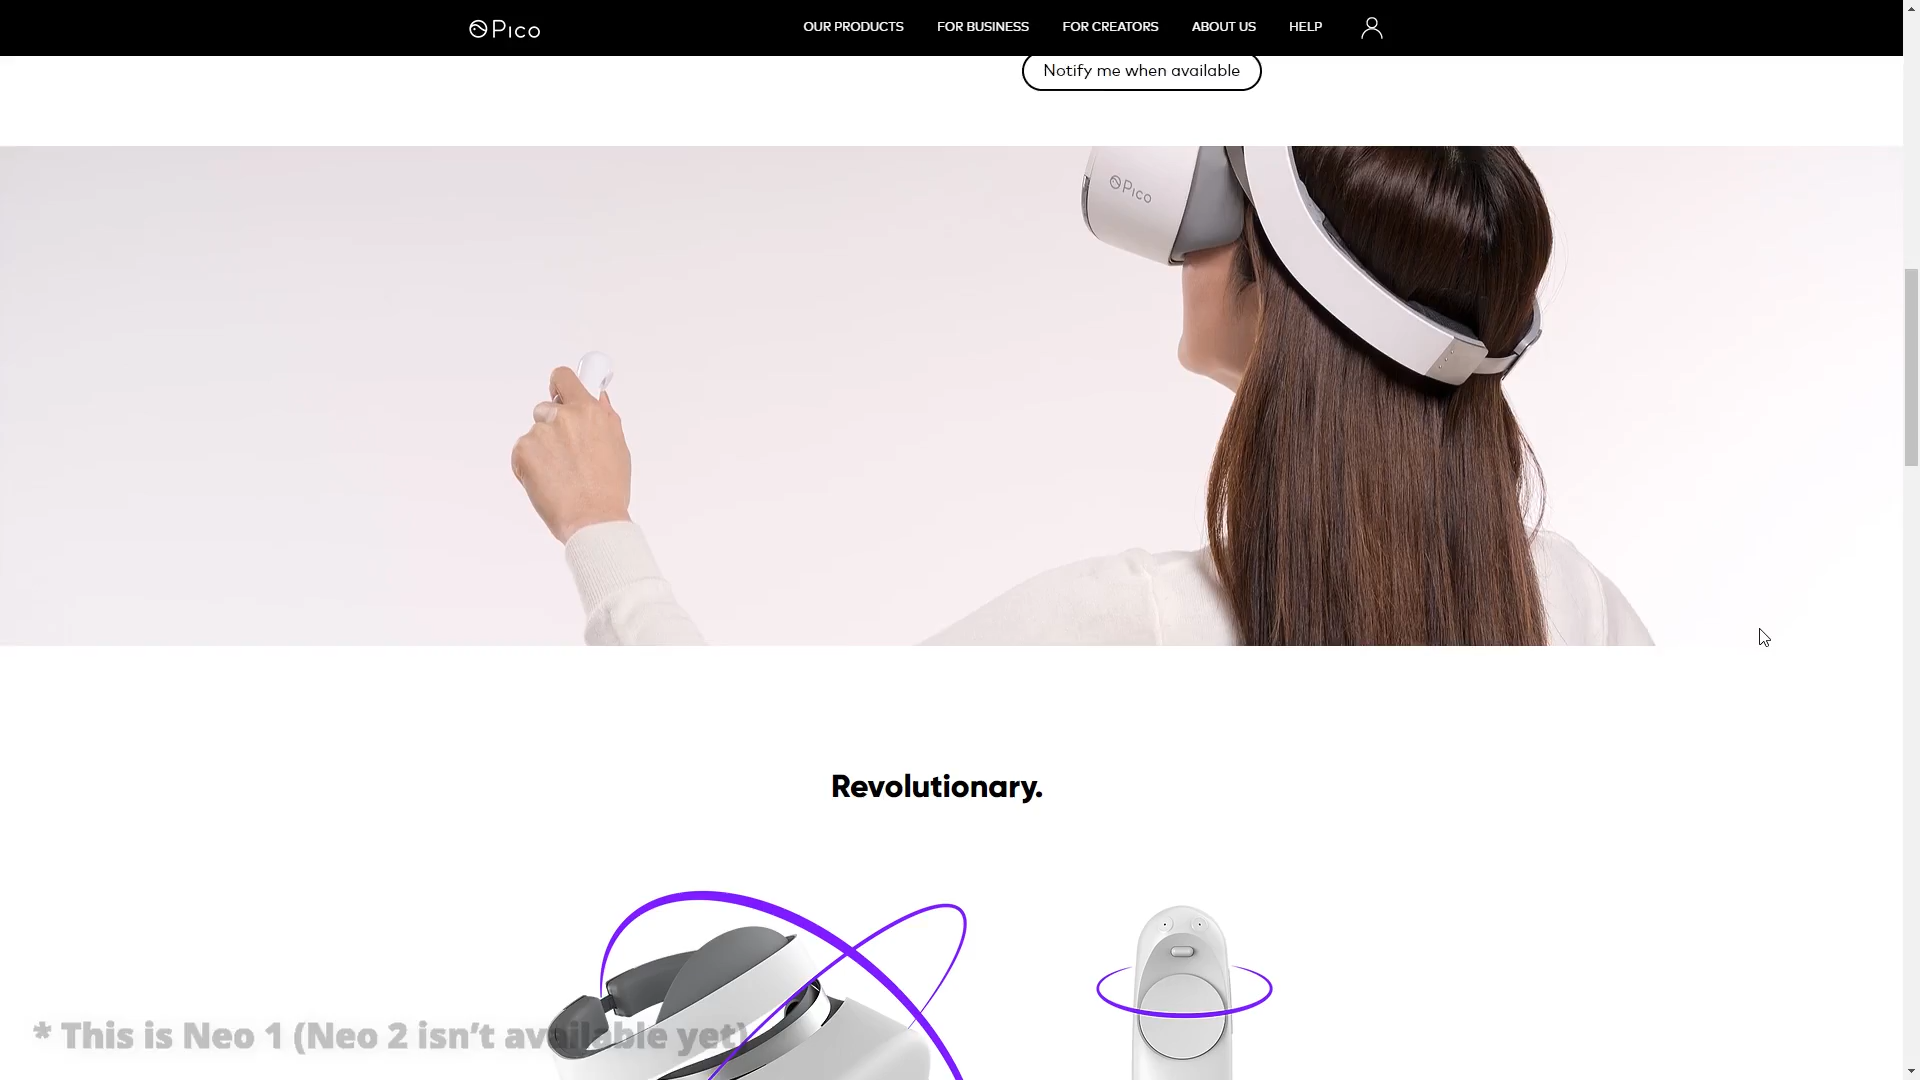 Pico
OUR PRODUCTS
FOR BUSINESS
FOR CREATORS
ABOUT US
HELP
Notify me when available
Pico
Revolutionary.
* This is Neo 1 (Neo 2 isn’t available yet)